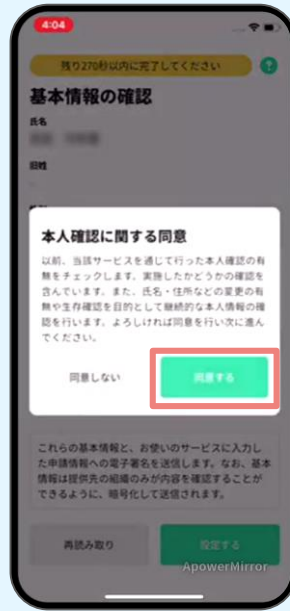 4:04
残り270秒以内に完了してください
?
基本情報の確認
氏名
旧姓
本人確認に関する同意
以前、当該サービスを通じて行った本人確認の有
無をチェックします。実施したかどうかの確認を
含んでいます。また、氏名・住所などの変更の有
無や生存確認を目的として継続的な本人情報の確
認を行います。よろしければ同意を行い次に進ん
でください。
同意しない
同意する
これらの基本情報と、お使いのサービスに入力し
た申請情報への電子署名を送信します。なお、基本
情報は提供先の組織のみが内容を確認することが
できるように、暗号化して送信されます。
再読み取り
設定する
ApowerMirror